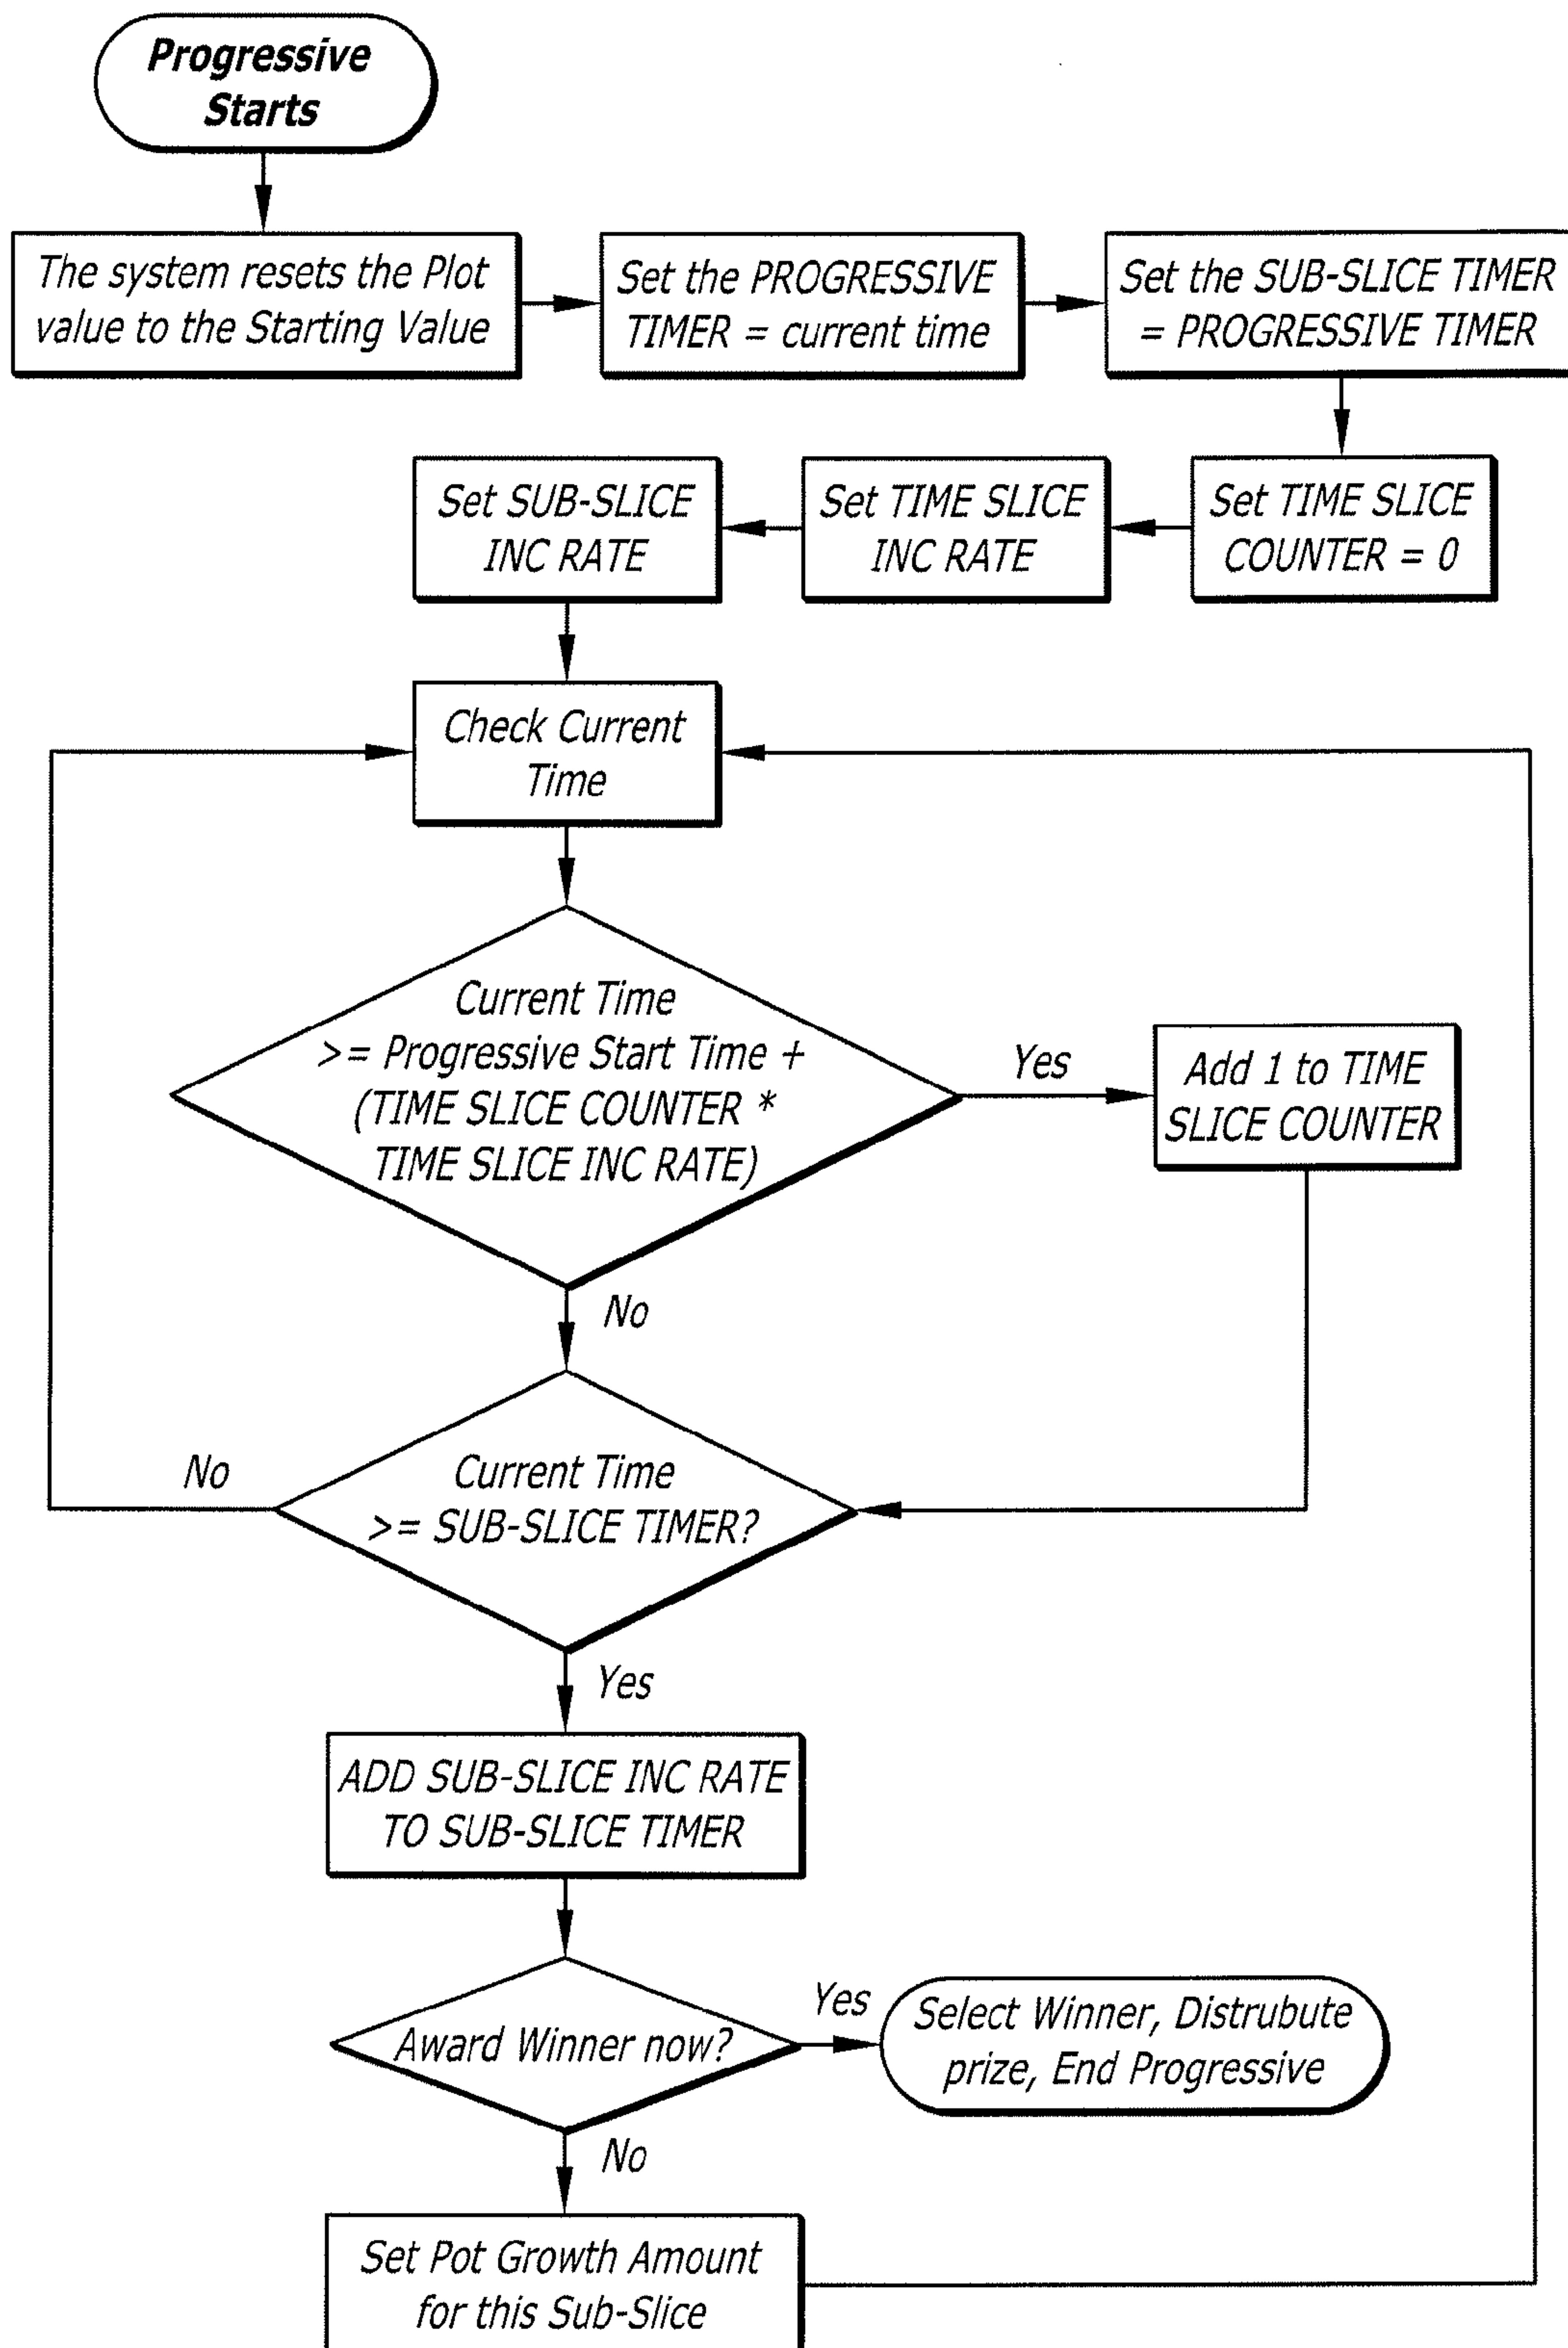 Progressive
Starts
The system resets the Plot
value to the Starting Value
Set the PROGRESSIVE
TIMER = current time
Set the SUB-SLICE TIMER
= PROGRESSIVE TIMER
Set SUB-SLICE
INC RATE
Set TIME SLICE
INC RATE
Set TIME SLICE
COUNTER = 0
Check Current
Time
Current Time
>= Progressive Start Time +
(TIME SLICE COUNTER *
TIME SLICE INC RATE)
Yes
Add 1 to TIME
SLICE COUNTER
No
No
Current Time
>= SUB-SLICE TIMER?
Yes
ADD SUB-SLICE INC RATE
TO SUB-SLICE TIMER
Award Winner now?
Yes
Select Winner, Distrubute
prize, End Progressive
No
Set Pot Growth Amount
for this Sub-Slice